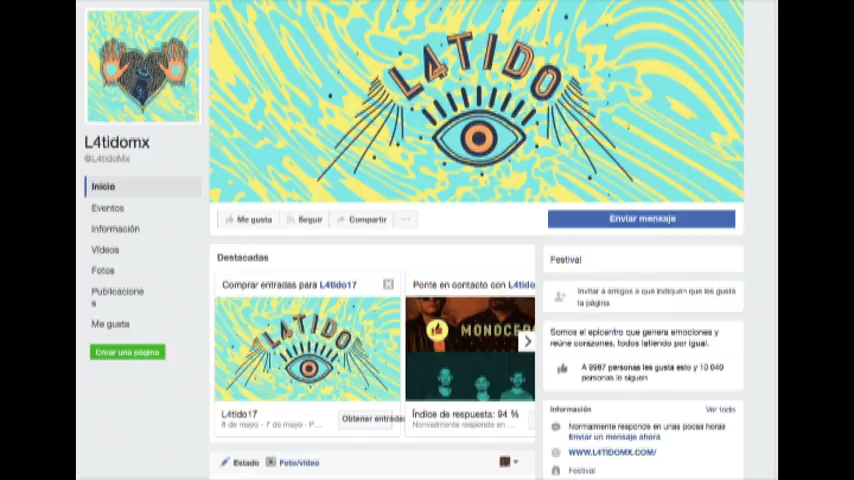 L4TIDO
L4tidomx
@L4tidoMx
Inicio
Eventos
Información
Videos
Fotos
Publicacione
s
Me gusta
Crear una página
Me gusta
Seguir
Compartir
...
Enviar mensaje
Destacadas
Comprar entradas para L4tido17
L4TIDO
L4tido17
6 de mayo - 7 de mayo · P...
Obtener entradas
Ponte en contacto con L4tido
MONOCER
Índice de respuesta: 94 %
Normalmente responde en ...
Estado
Foto/video
Festival
Invitar a amigos a que indiquen que les gusta
la página
Somos el epicentro que genera emociones y
reúne corazones, todos latiendo por igual.
A 9987 personas les gusta esto y 10 040
personas lo siguen
Información
Ver todo
Normalmente responde en unas pocas horas
Enviar un mensaje ahora
WWW.L4TIDOMX.COM/
Festival